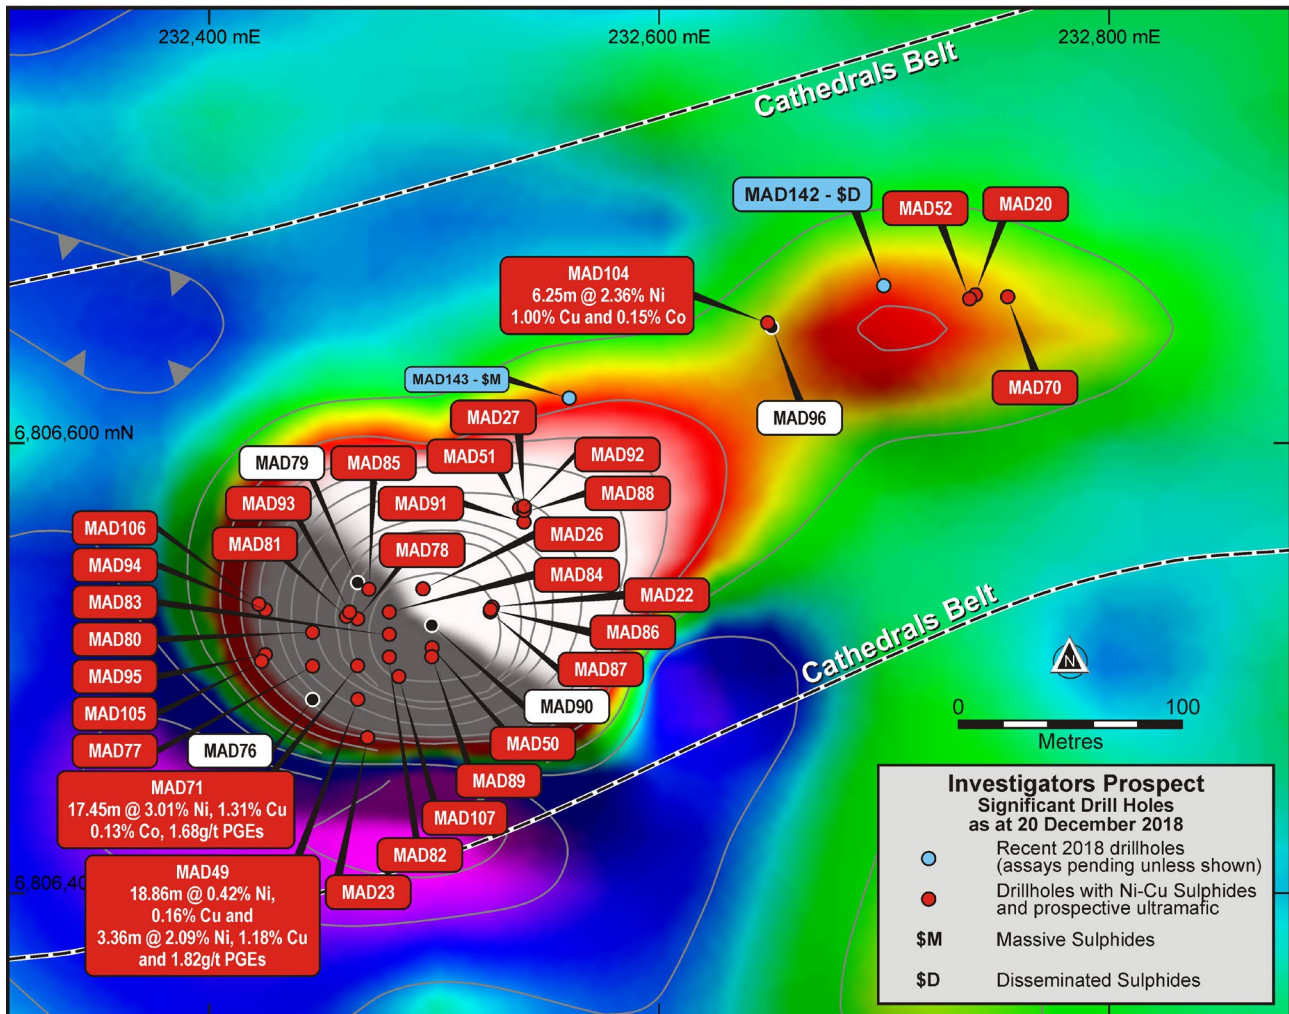 232,400 mE
232,600 mE
232,800 mE
Cathedrals Belt
MAD142 - $D
MAD52
MAD20
MAD104
6.25m @ 2.36% Ni
1.00% Cu and 0.15% Co
MAD143 - $M
MAD70
MAD96
6,806,600 mN
MAD27
MAD79
MAD85
MAD51
MAD92
MAD93
MAD91
MAD88
MAD106
MAD81
MAD78
MAD26
MAD94
MAD84
MAD83
MAD22
MAD80
MAD86
MAD95
MAD87
Cathedrals Belt
N
MAD105
MAD90
0 100
Metres
MAD77
MAD76
MAD50
MAD71
17.45m @ 3.01% Ni, 1.31% Cu
0.13% Co, 1.68g/t PGEs
MAD89
MAD107
MAD82
MAD23
6,806,40
MAD49
18.86m @ 0.42% Ni,
0.16% Cu and
3.36m @ 2.09% Ni, 1.18% Cu
and 1.82g/t PGEs
Investigators Prospect
Significant Drill Holes
as at 20 December 2018
Recent 2018 drillholes
(assays pending unless shown)
Drillholes with Ni-Cu Sulphides
and prospective ultramafic
$M Massive Sulphides
$D Disseminated Sulphides